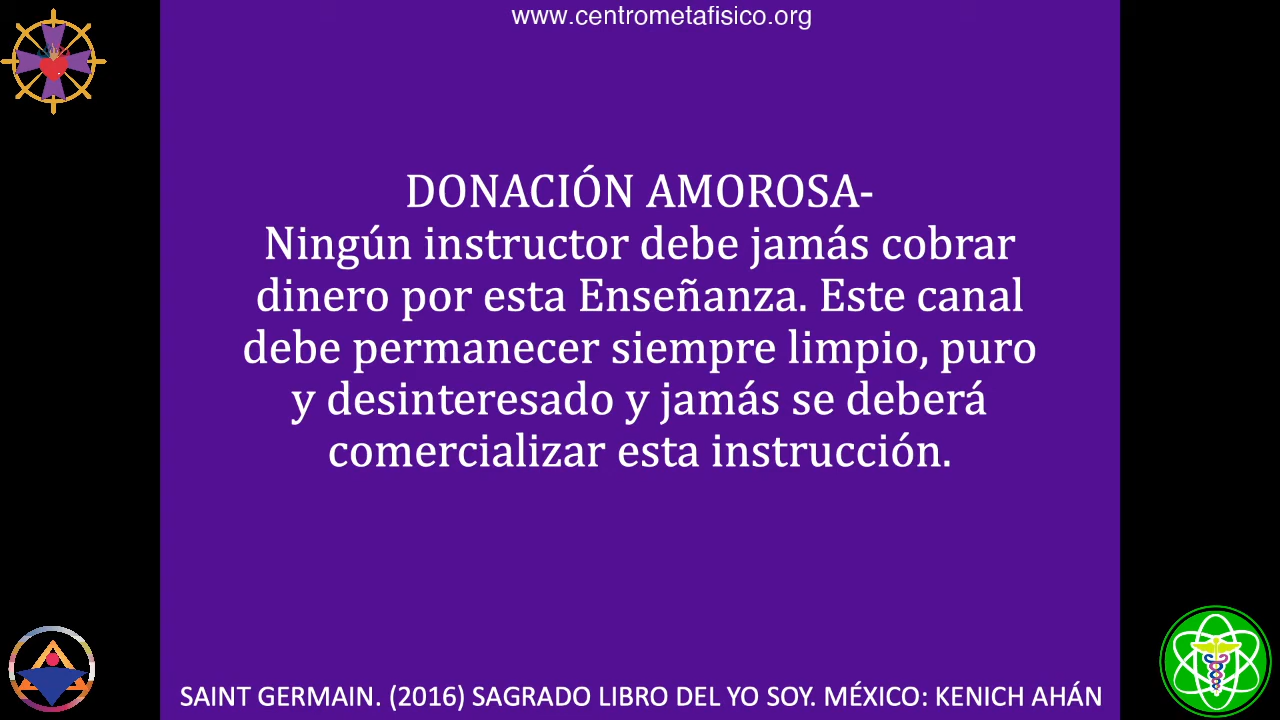 www.centrometafisico.org
DONACIÓN AMOROSA-
Ningún instructor debe jamás cobrar
dinero por esta Enseñanza. Este canal
debe permanecer siempre limpio, puro
y desinteresado y jamás se deberá
comercializar esta instrucción.
SAINT GERMAIN. (2016) SAGRADO LIBRO DEL YO SOY. MÉXICO: KENICH AHÁN